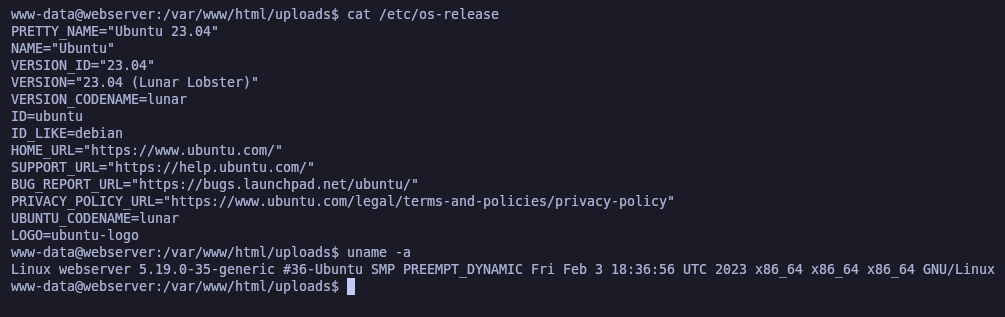 www-data@webserver:/var/www/html/uploads$ cat /etc/os-release
PRETTY_NAME="Ubuntu 23.04"
NAME="Ubuntu"
VERSION_ID="23.04"
VERSION="23.04 (Lunar Lobster)"
VERSION_CODENAME=lunar
ID=ubuntu
ID_LIKE=debian
HOME_URL="https://www.ubuntu.com/"
SUPPORT_URL="https://help.ubuntu.com/"
BUG_REPORT_URL="https://bugs.launchpad.net/ubuntu/"
PRIVACY_POLICY_URL="https://www.ubuntu.com/legal/terms-and-policies/privacy-policy"
UBUNTU_CODENAME=lunar
LOGO=ubuntu-logo
www-data@webserver:/var/www/html/uploads$ uname -a
Linux webserver 5.19.0-35-generic #36-Ubuntu SMP PREEMPT_DYNAMIC Fri Feb 3 18:36:56 UTC 2023 x86_64 x86_64 x86_64 GNU/Linux
www-data@webserver:/var/www/html/uploads$